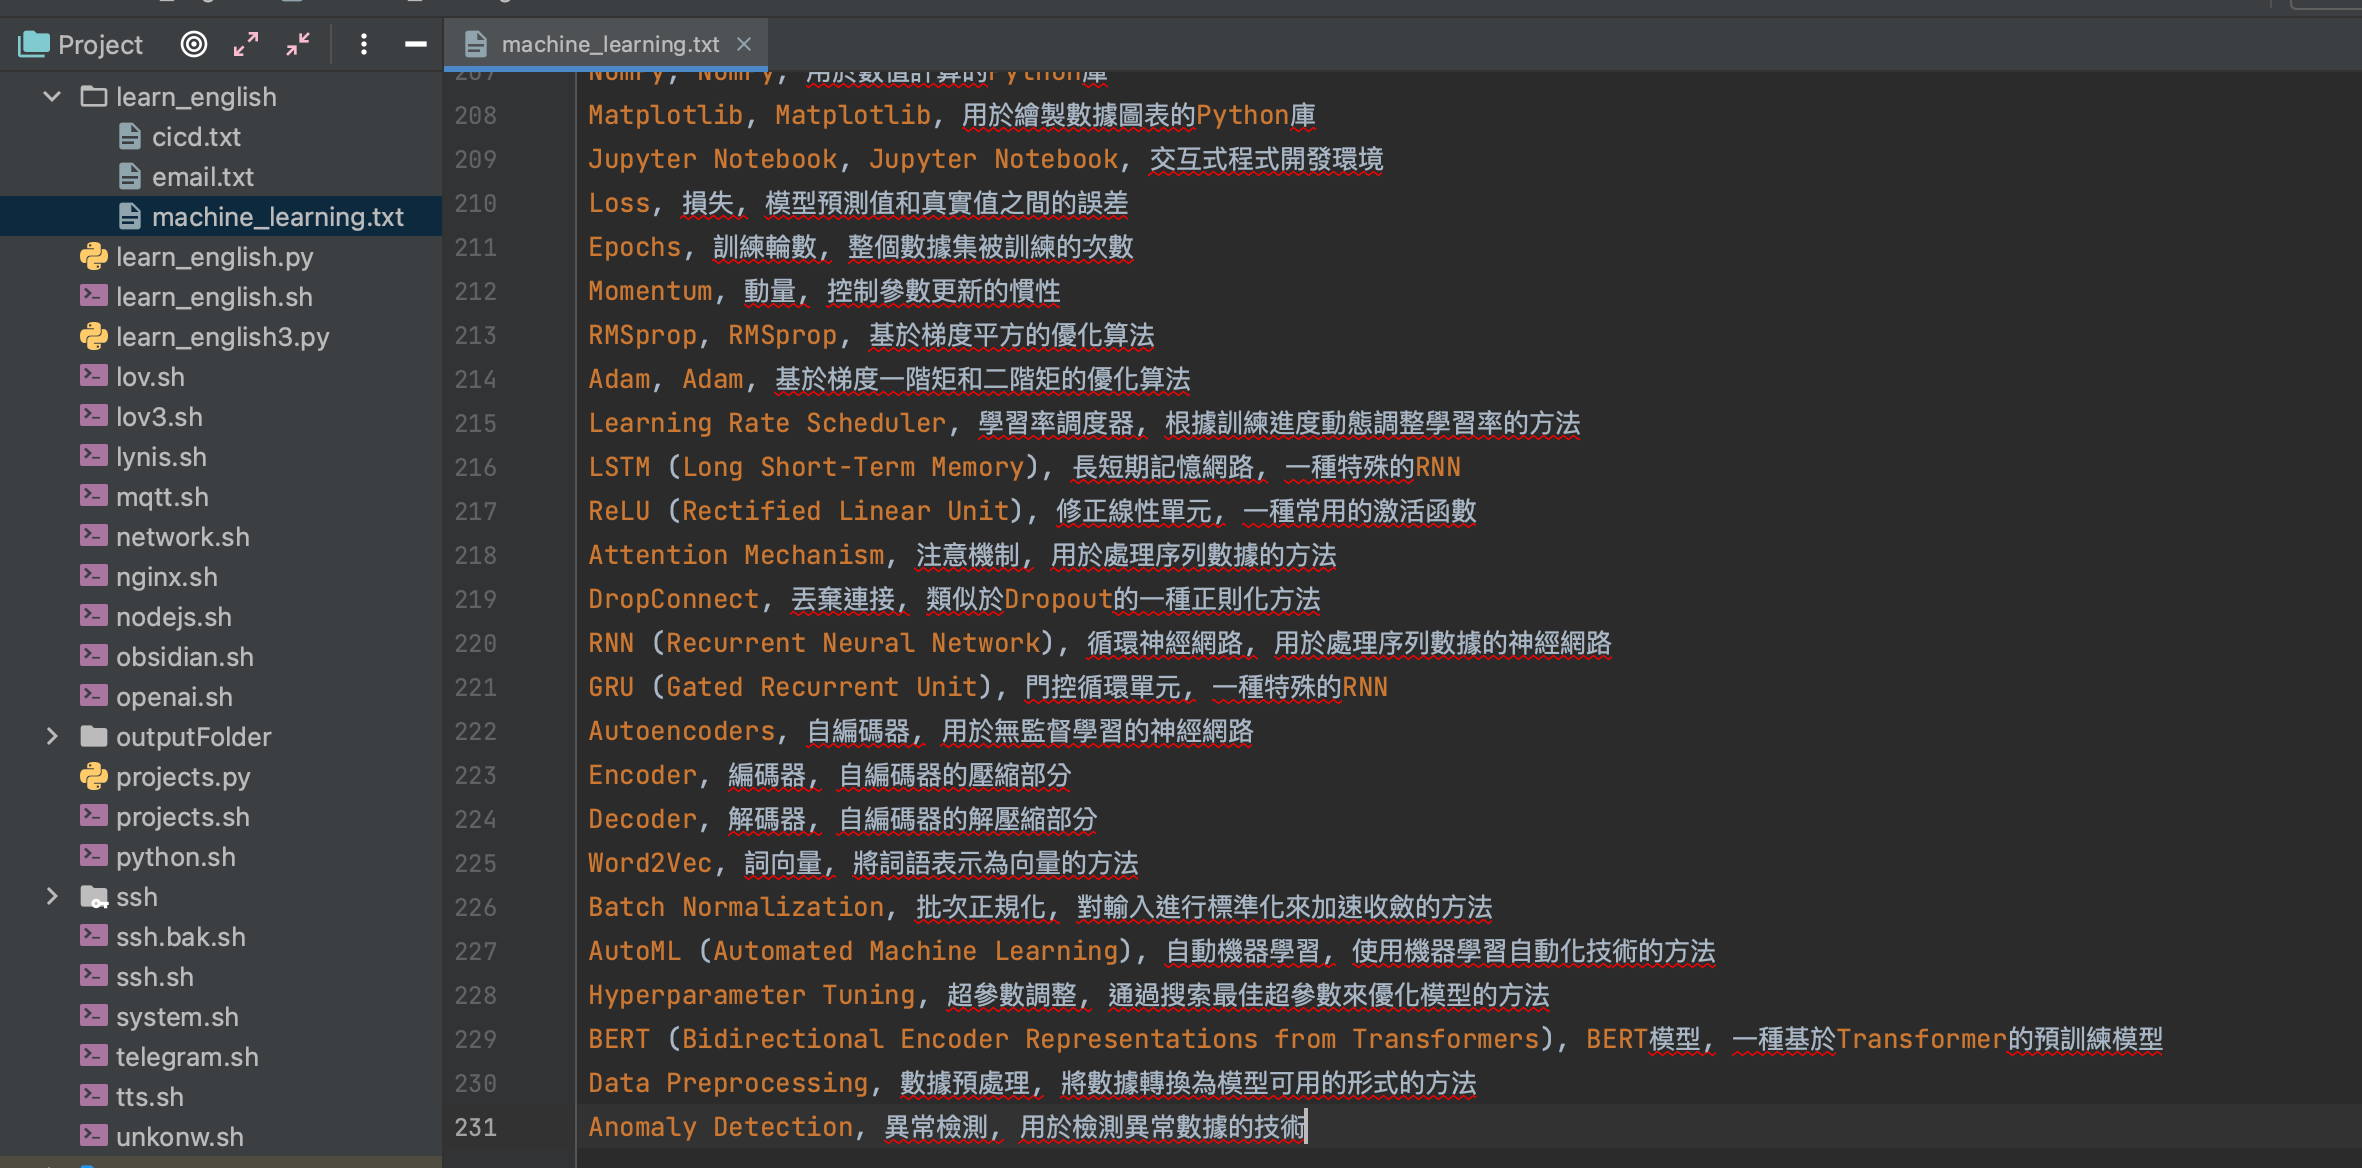 Project
machine_learning.txt
learn_english
cicd.txt
email.txt
machine_learning.txt
learn_english.py
learn_english.sh
learn_english3.py
lov.sh
lov3.sh
lynis.sh
mqtt.sh
network.sh
nginx.sh
nodejs.sh
obsidian.sh
openai.sh
outputFolder
projects.py
projects.sh
python.sh
ssh
ssh.bak.sh
ssh.sh
system.sh
telegram.sh
tts.sh
unkonw.sh
207 NumPy, NumPy, 用於數值計算的Python庫
208 Matplotlib, Matplotlib, 用於繪製數據圖表的Python庫
209 Jupyter Notebook, Jupyter Notebook, 交互式程式開發環境
210 Loss, 損失, 模型預測值和真實值之間的誤差
211 Epochs, 訓練輪數, 整個數據集被訓練的次數
212 Momentum, 動量, 控制參數更新的慣性
213 RMSprop, RMSprop, 基於梯度平方的優化算法
214 Adam, Adam, 基於梯度一階矩和二階矩的優化算法
215 Learning Rate Scheduler, 學習率調度器, 根據訓練進度動態調整學習率的方法
216 LSTM (Long Short-Term Memory), 長短期記憶網路, 一種特殊的RNN
217 ReLU (Rectified Linear Unit), 修正線性單元, 一種常用的激活函數
218 Attention Mechanism, 注意機制, 用於處理序列數據的方法
219 DropConnect, 丟棄連接, 類似於Dropout的一種正則化方法
220 RNN (Recurrent Neural Network), 循環神經網路, 用於處理序列數據的神經網路
221 GRU (Gated Recurrent Unit), 門控循環單元, 一種特殊的RNN
222 Autoencoders, 自編碼器, 用於無監督學習的神經網路
223 Encoder, 編碼器, 自編碼器的壓縮部分
224 Decoder, 解碼器, 自編碼器的解壓縮部分
225 Word2Vec, 詞向量, 將詞語表示為向量的方法
226 Batch Normalization, 批次正規化, 對輸入進行標準化來加速收斂的方法
227 AutoML (Automated Machine Learning), 自動機器學習, 使用機器學習自動化技術的方法
228 Hyperparameter Tuning, 超參數調整, 通過搜索最佳超參數來優化模型的方法
229 BERT (Bidirectional Encoder Representations from Transformers), BERT模型, 一種基於Transformer的預訓練模型
230 Data Preprocessing, 數據預處理, 將數據轉換為模型可用的形式的方法
231 Anomaly Detection, 異常檢測, 用於檢測異常數據的技術